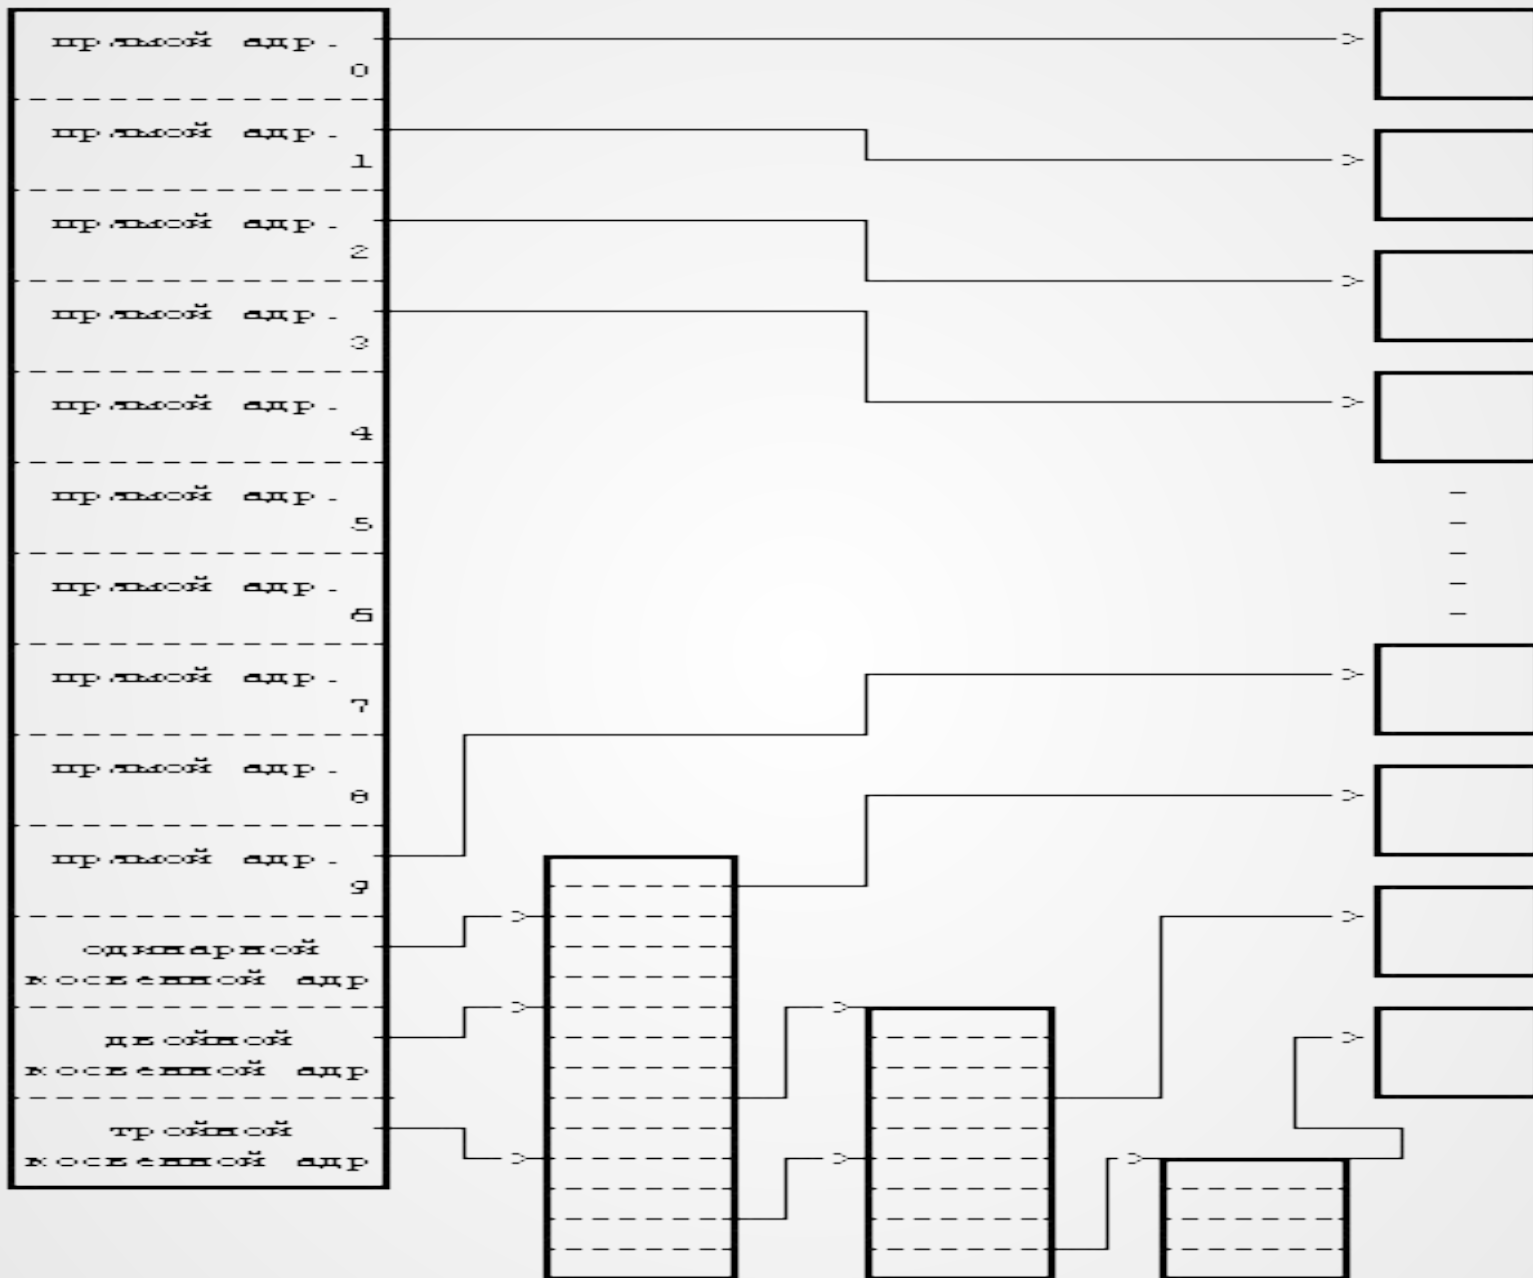 прямой адр.
0
прямой адр.
1
прямой адр.
2
прямой адр.
3
прямой адр.
4
прямой адр.
5
прямой адр.
6
прямой адр.
7
прямой адр.
8
прямой адр.
9
одинарной
косвенной адр
двойной
косвенной адр
тройной
косвенной адр